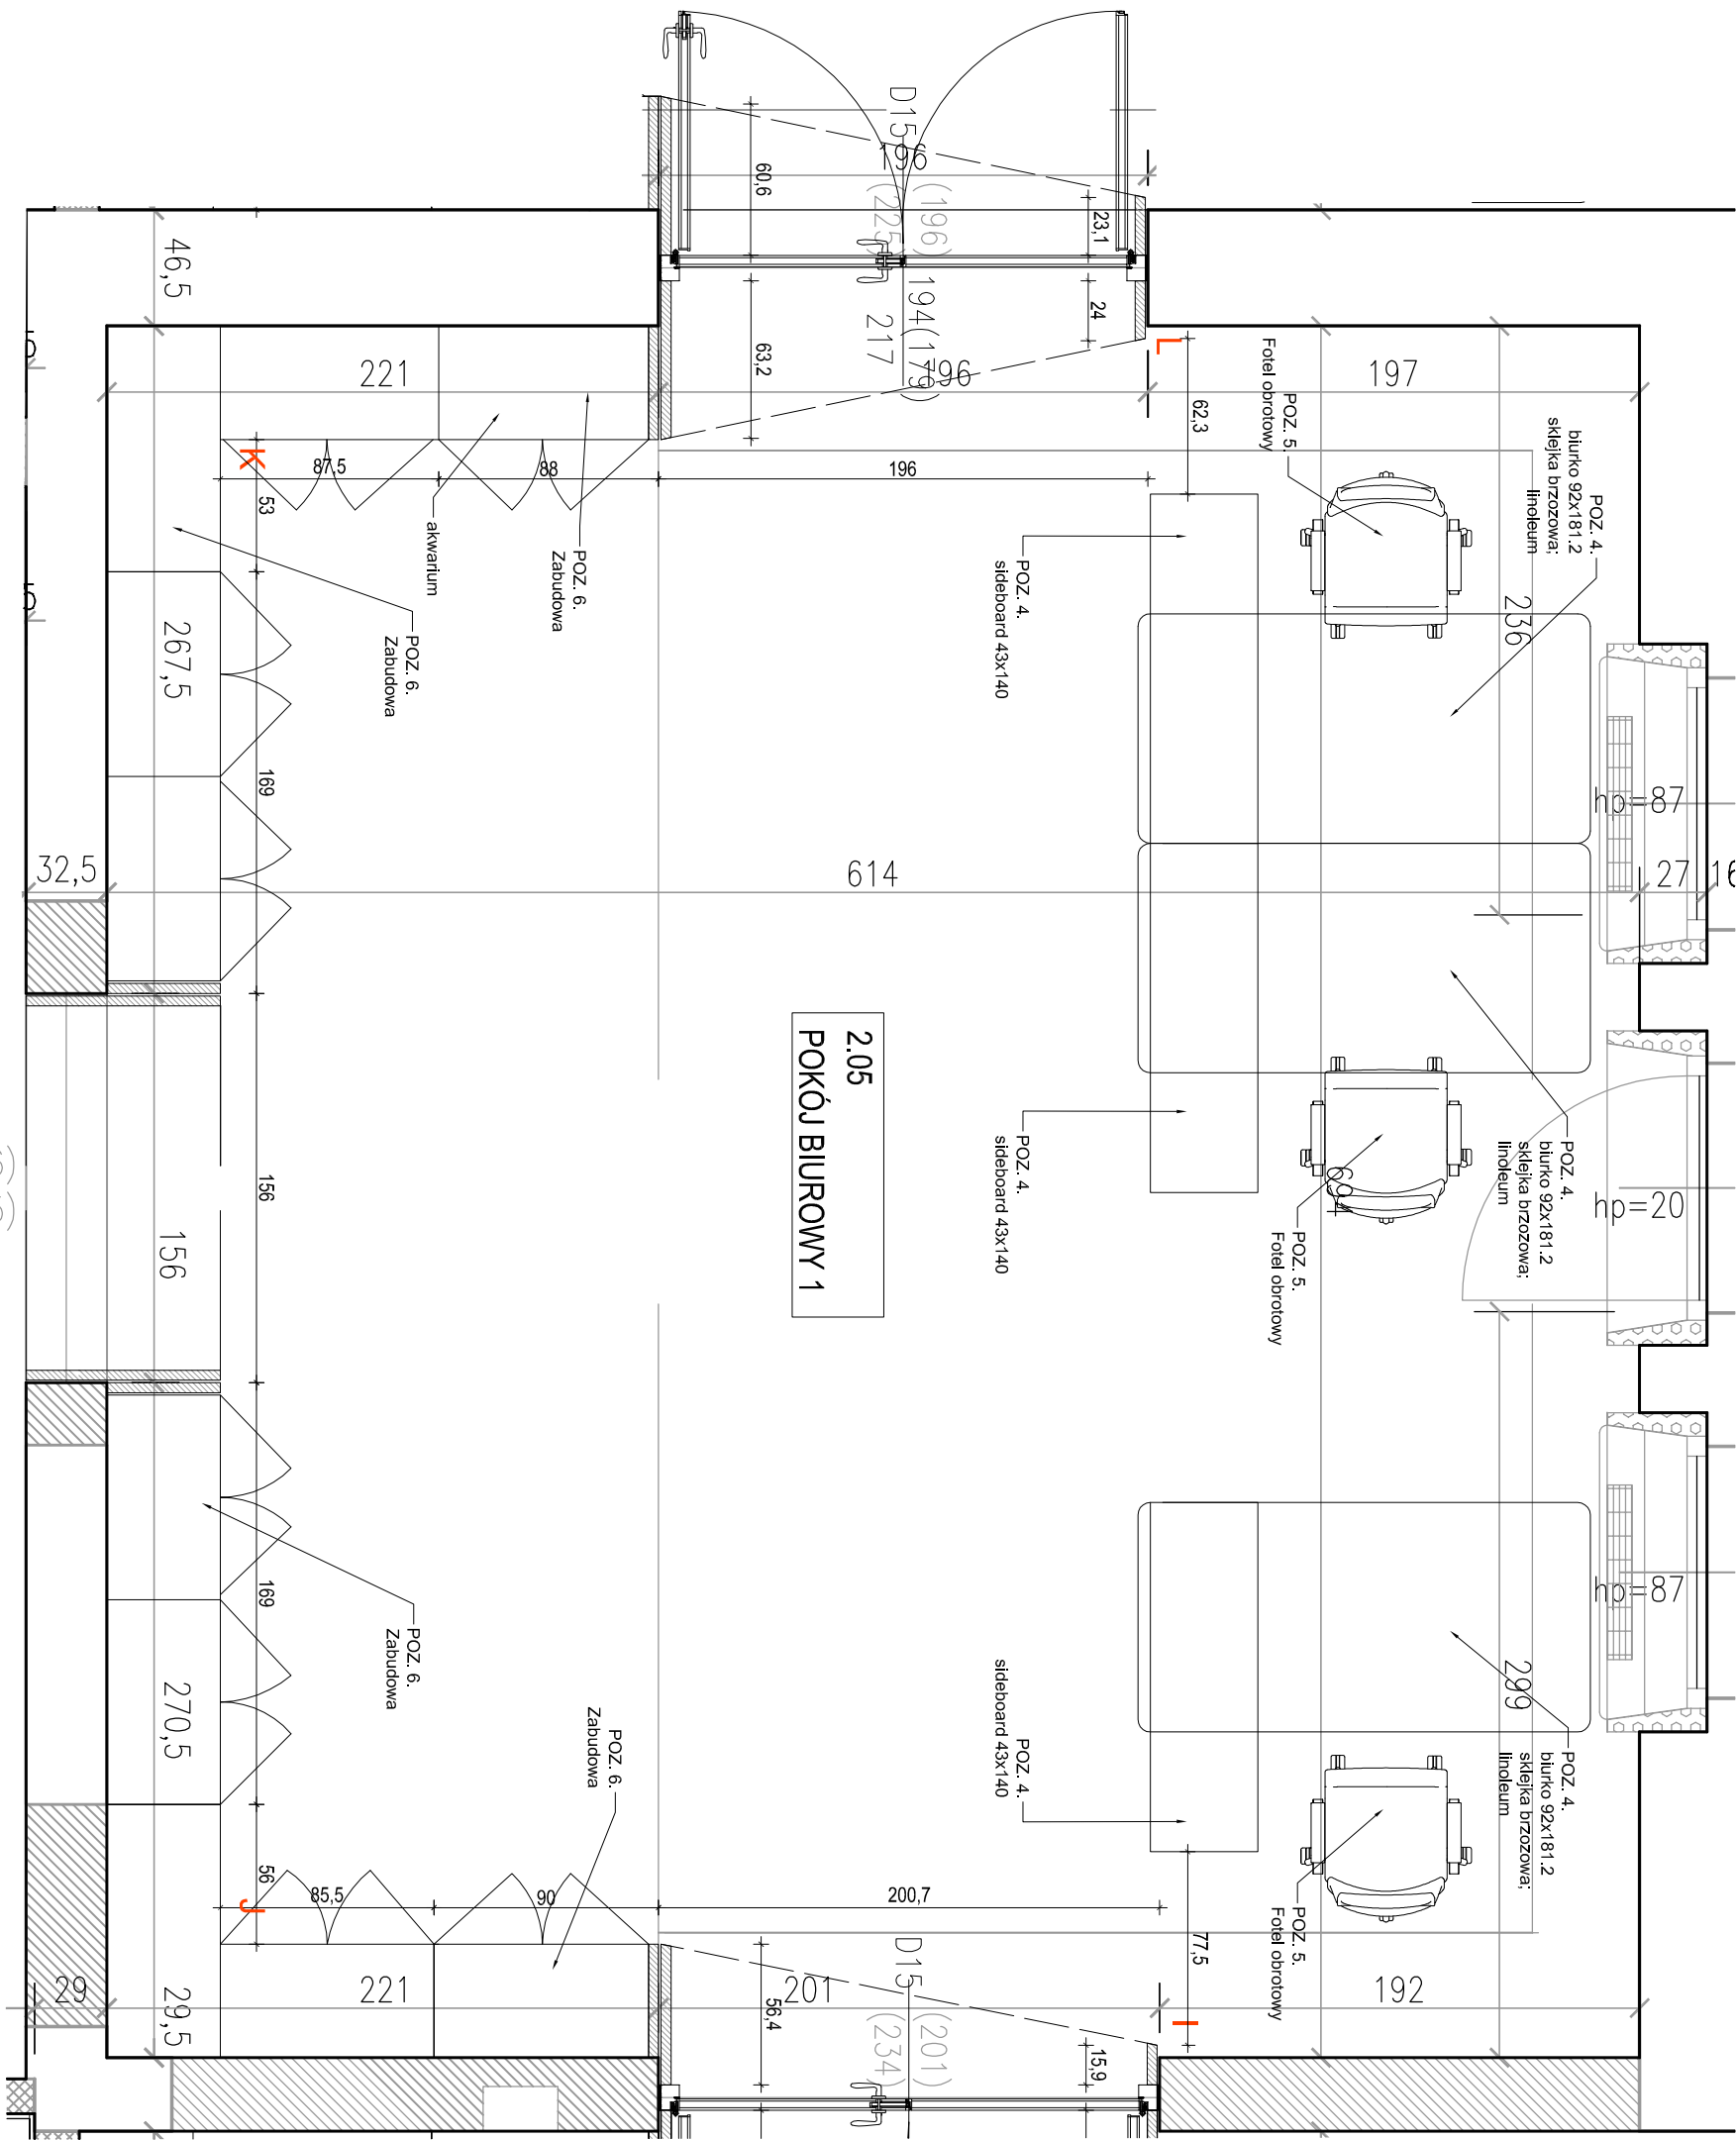 D15
196
(196)
(225)
60,6
23,1
46,5
194(179)
217
24
63,2
L
221
196
197
62,3
POZ. 5.
Fotel obrotowy
POZ. 4.
biurko 92x181.2
sklejka brzozowa;
linoleum
K
53
87,5
88
196
akwarium
POZ. 6.
Zabudowa
POZ. 4.
sideboard 43x140
236
267,5
POZ. 6.
Zabudowa
169
hp=87
32,5
614
27
16
2.05
POKÓJ BIUROWY 1
POZ. 4.
sideboard 43x140
POZ. 4.
biurko 92x181.2
sklejka brzozowa;
linoleum
69
hp=20
156
156
POZ. 5.
Fotel obrotowy
169
270,5
POZ. 6.
Zabudowa
POZ. 6.
Zabudowa
POZ. 4.
sideboard 43x140
hp=87
299
POZ. 4.
biurko 92x181.2
sklejka brzozowa;
linoleum
56
J
85,5
90
200,7
77,5
POZ. 5.
Fotel obrotowy
29
29,5
221
56,4
201
D15
(201)
(234)
15,9
I
192
5
5